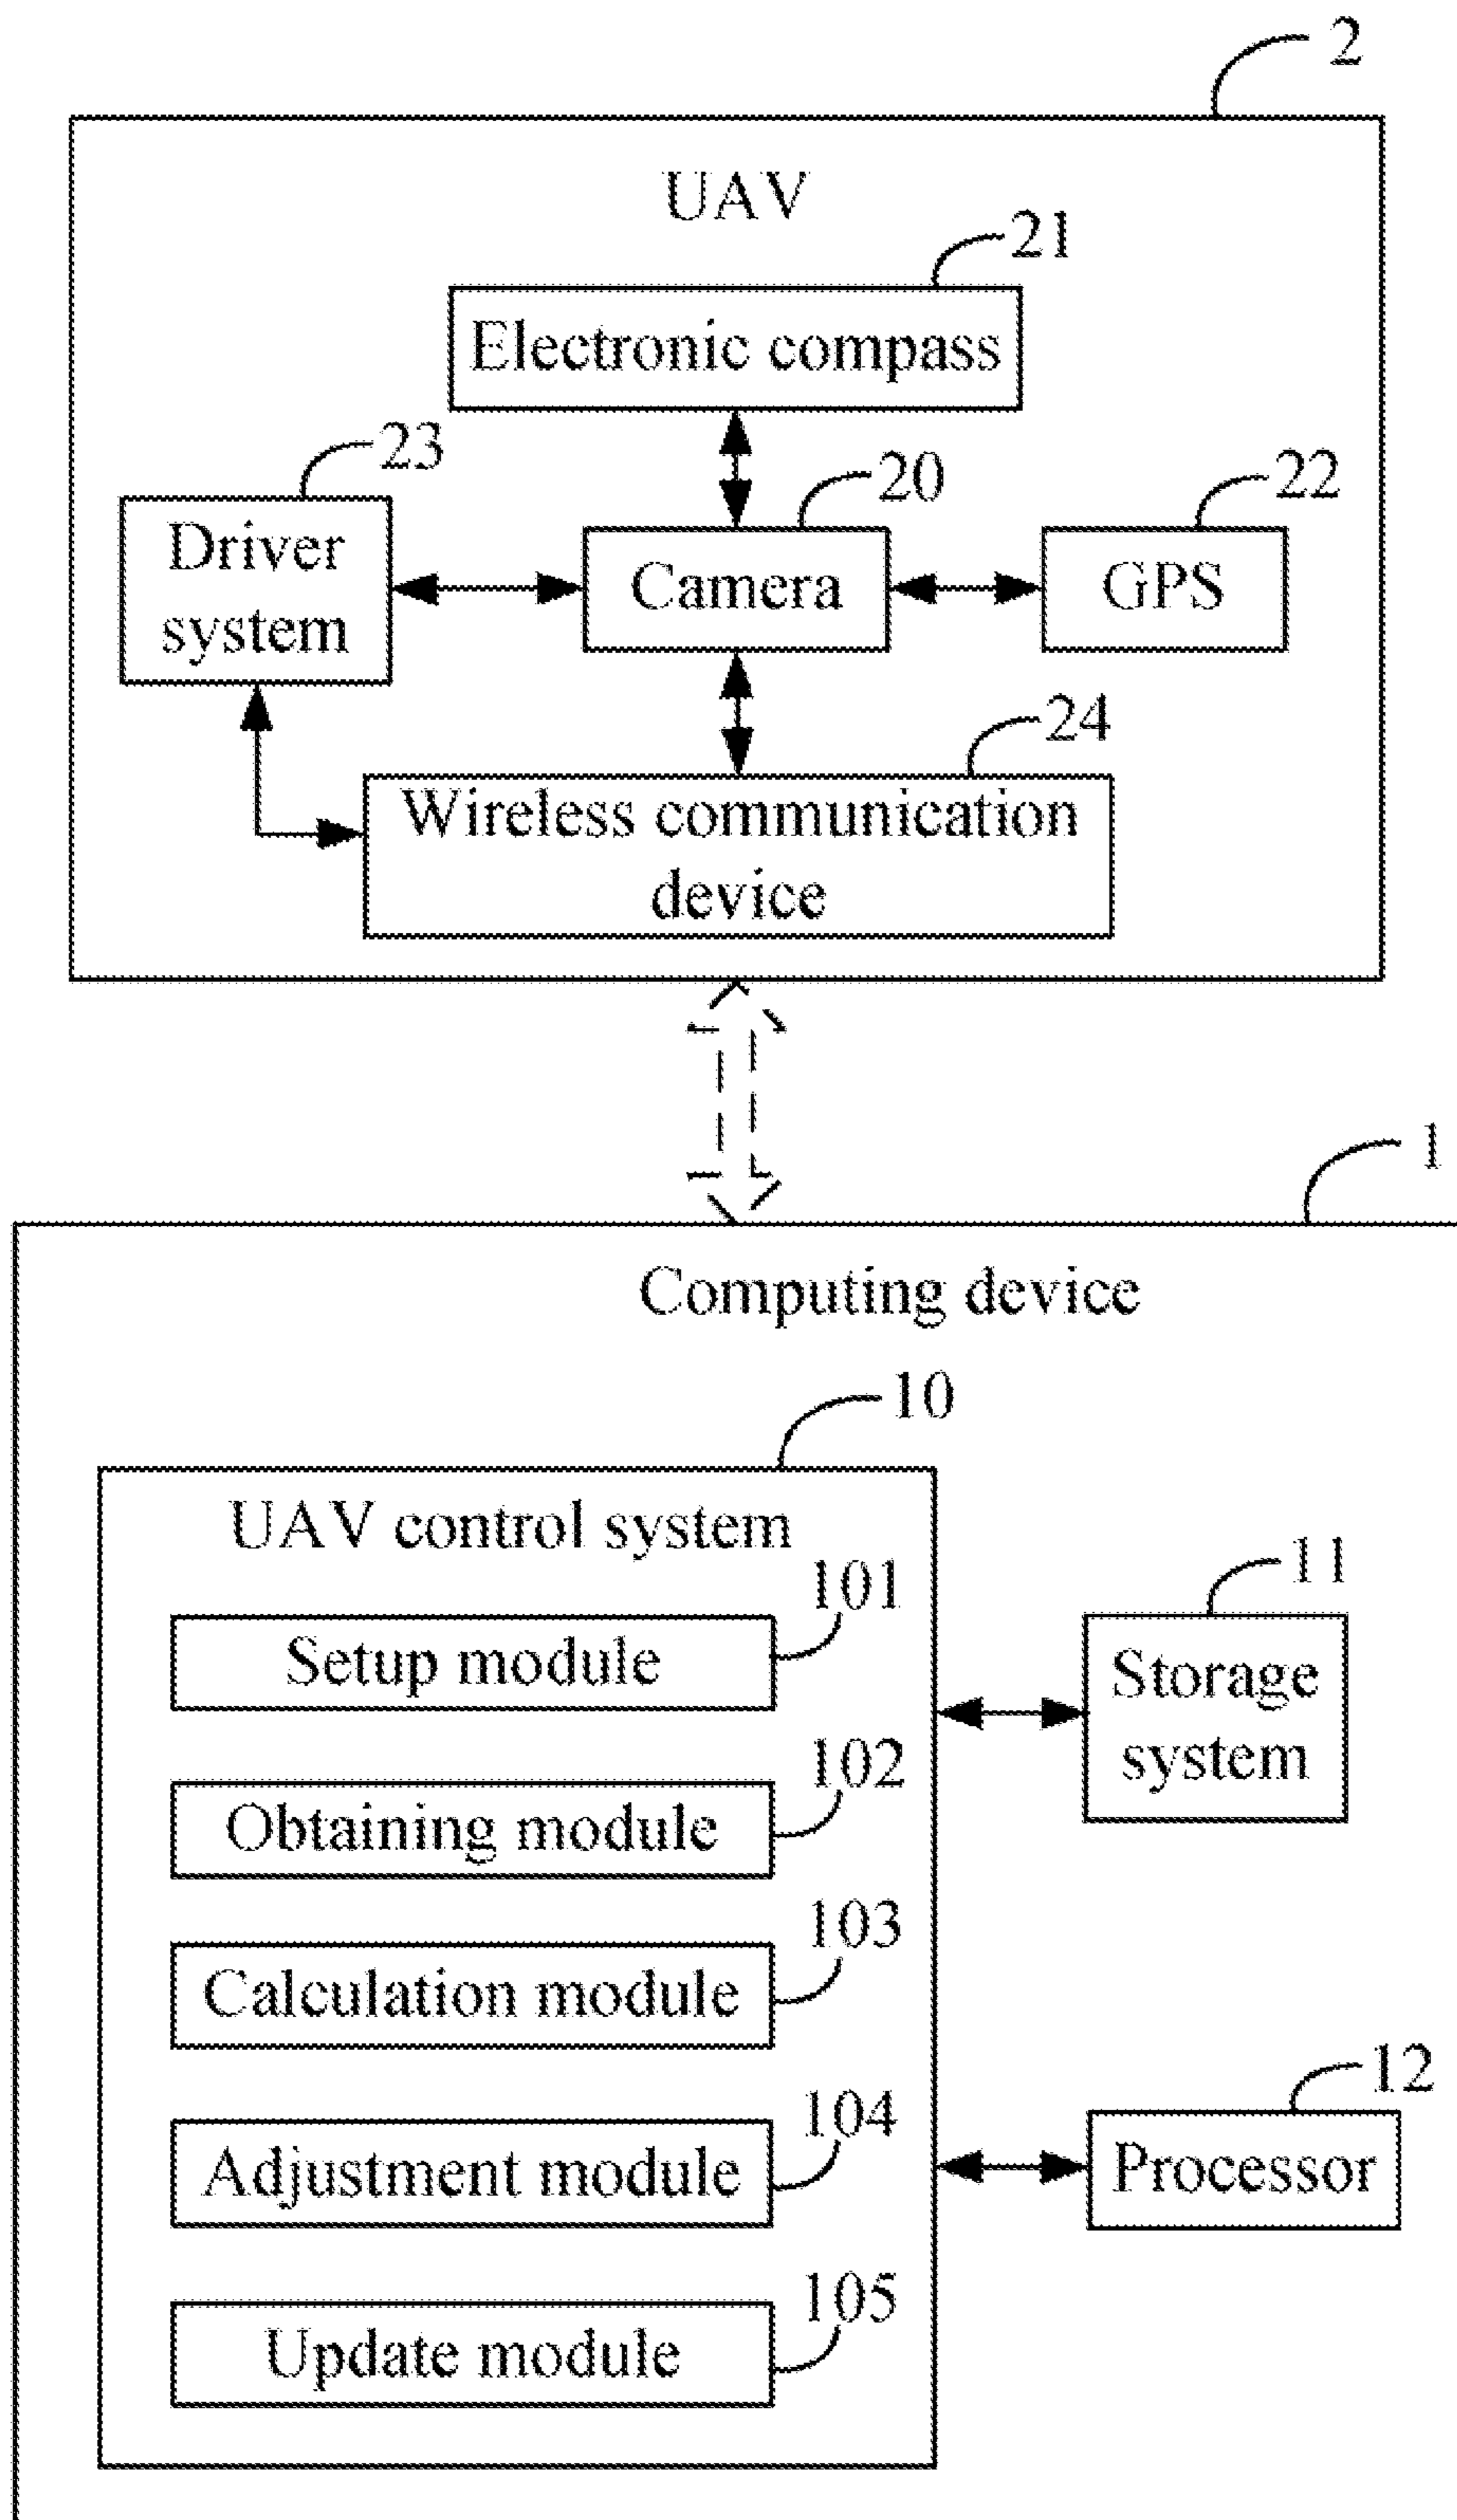 2
UAV
21
Electronic compass
23
20
22
Driver
system
Camera
GPS
24
Wireless communication
device
1
Computing device
10
UAV control system
11
101
Setup module
Storage
system
102
Obtaining module
103
Calculation module
12
104
Adjustment module
Processor
105
Update module